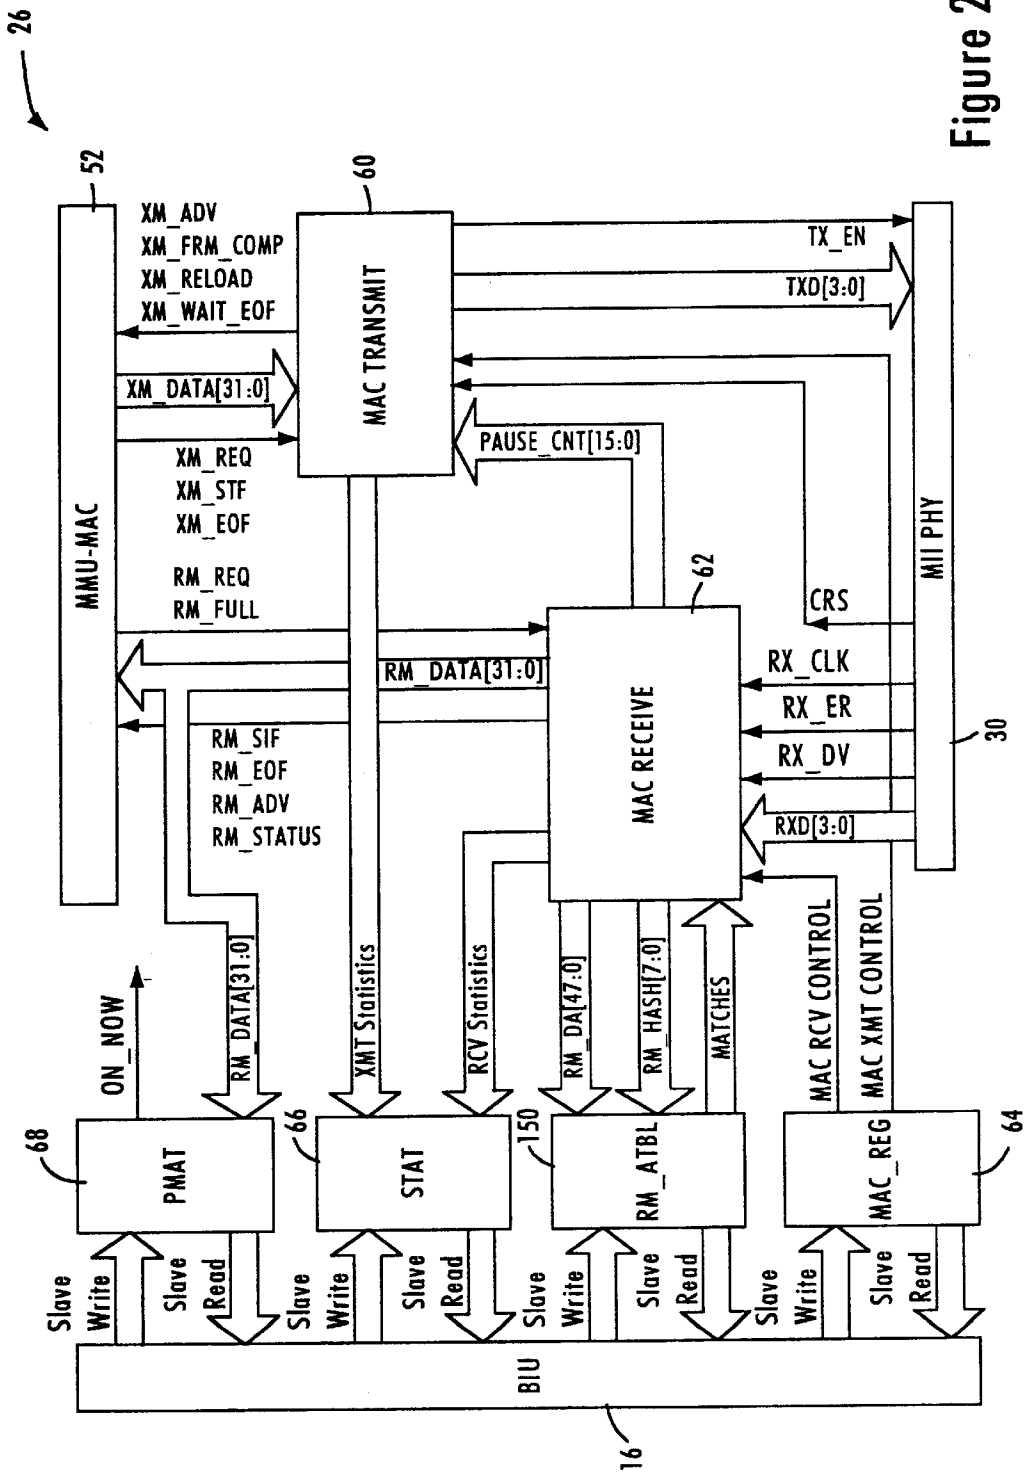 26
52
MMU-MAC
XM_ADV
XM_FRM_COMP
XM_RELOAD
XM_WAIT_EOF
XM_DATA[31:0]
XM_REQ
XM_STF
XM_EOF
RM_REQ
RM_FULL
RM_DATA[31:0]
RM_SIF
RM_EOF
RM_ADV
RM_STATUS
60
MAC TRANSMIT
TX_EN
TXD[3:0]
PAUSE_CNT[15:0]
62
MAC RECEIVE
CRS
RX_CLK
RX_ER
RX_DV
RXD[3:0]
MII PHY
30
MAC RCV CONTROL
MAC XMT CONTROL
ON_NOW
RM_DATA[31:0]
XMT Statistics
RCV Statistics
RM_DA[47:0]
RM_HASH[7:0]
MATCHES
68
PMAT
66
STAT
150
RM_ATBL
MAC_REG
64
Slave
Write
Slave
Read
Slave
Write
Slave
Read
Slave
Write
Slave
Read
Slave
Write
Slave
Read
BIU
16
Figure 2